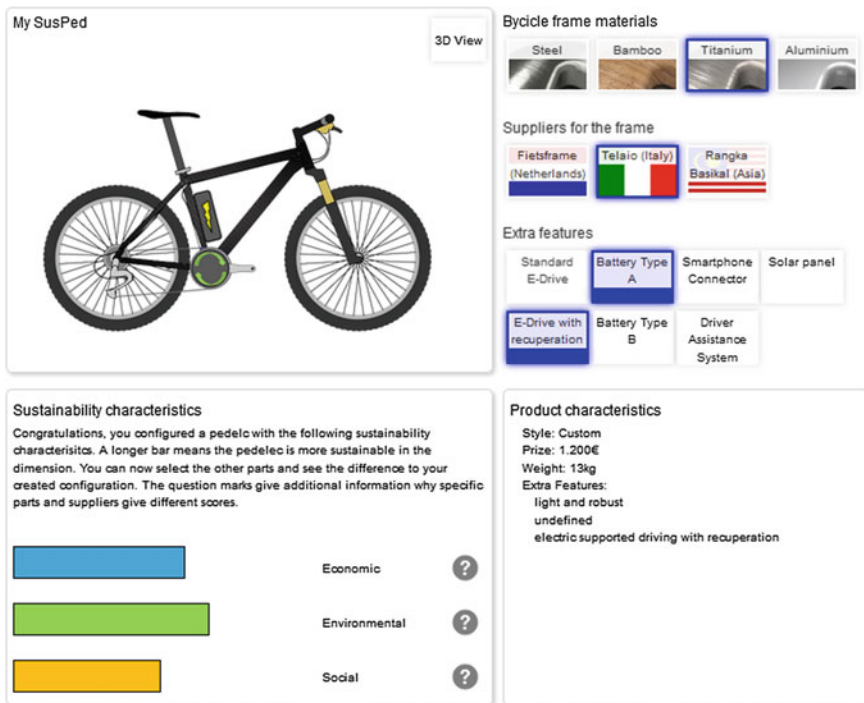 My SusPed
3D View
Bycicle frame materials
Steel
Bamboo
Titanium
Aluminium
Suppliers for the frame
Fietsframe
(Netherlands)
Telaio (Italy)
Rangka
Basikal (Asia)
Extra features
Standard
E-Drive
Battery Type
A
Smartphone
Connector
Solar panel
E-Drive with
recuperation
Battery Type
B
Driver
Assistance
System
Sustainability characteristics
Congratulations, you configured a pedelc with the following sustainability
characterisitcs. A longer bar means the pedelec is more sustainable in the
dimension. You can now select the other parts and see the difference to your
created configuration. The question marks give additional information why specific
parts and suppliers give different scores.
Economic ?
Environmental ?
Social ?
Product characteristics
Style: Custom
Prize: 1.200€
Weight: 13kg
Extra Features:
light and robust
undefined
electric supported driving with recuperation